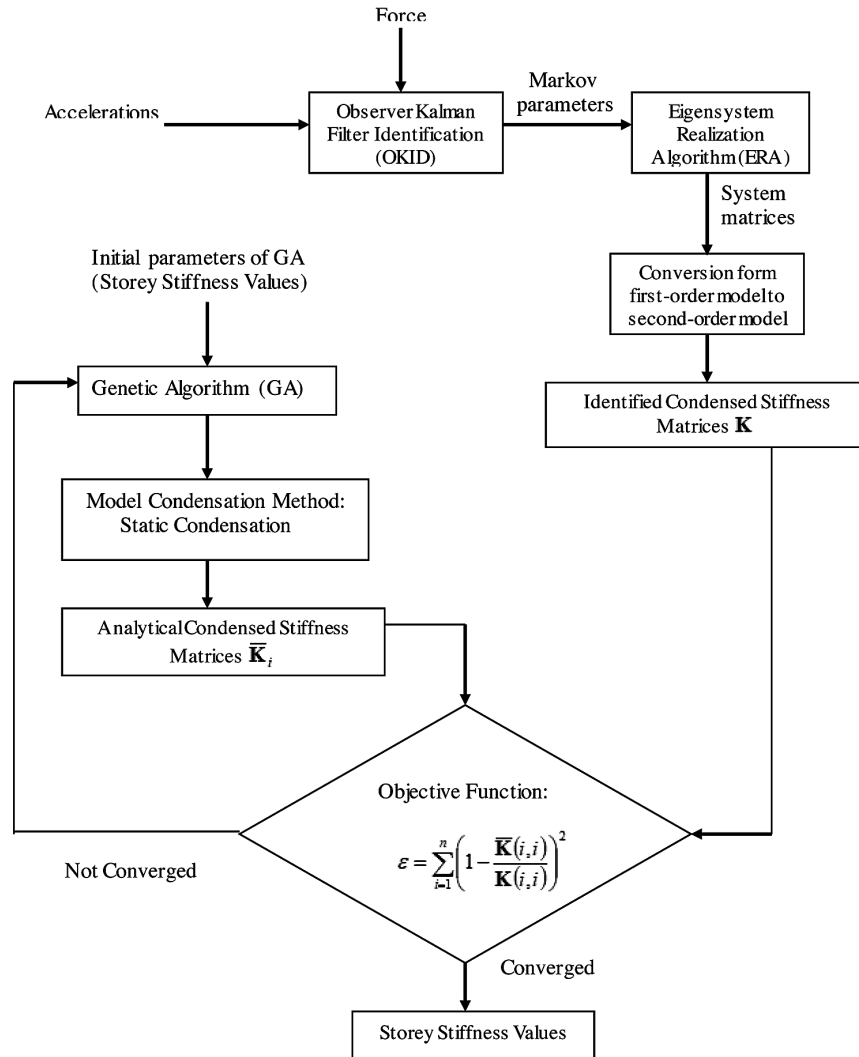 Force
Accelerations
Observer Kalman
Filter Identification
(OKID)
Markov
parameters
Eigensystem
Realization
Algorithm (ERA)
System
matrices
Conversion form
first-order model to
second-order model
Identified Condensed Stiffness
Matrices K
Initial parameters of GA
(Storey Stiffness Values)
Genetic Algorithm (GA)
Model Condensation Method:
Static Condensation
Analytical Condensed Stiffness
Matrices K̅ᵢ
Objective Function:
ε = ∑ᵢ₌₁ⁿ (1 − K̅(i,i) / K(i,i))²
Not Converged
Converged
Storey Stiffness Values